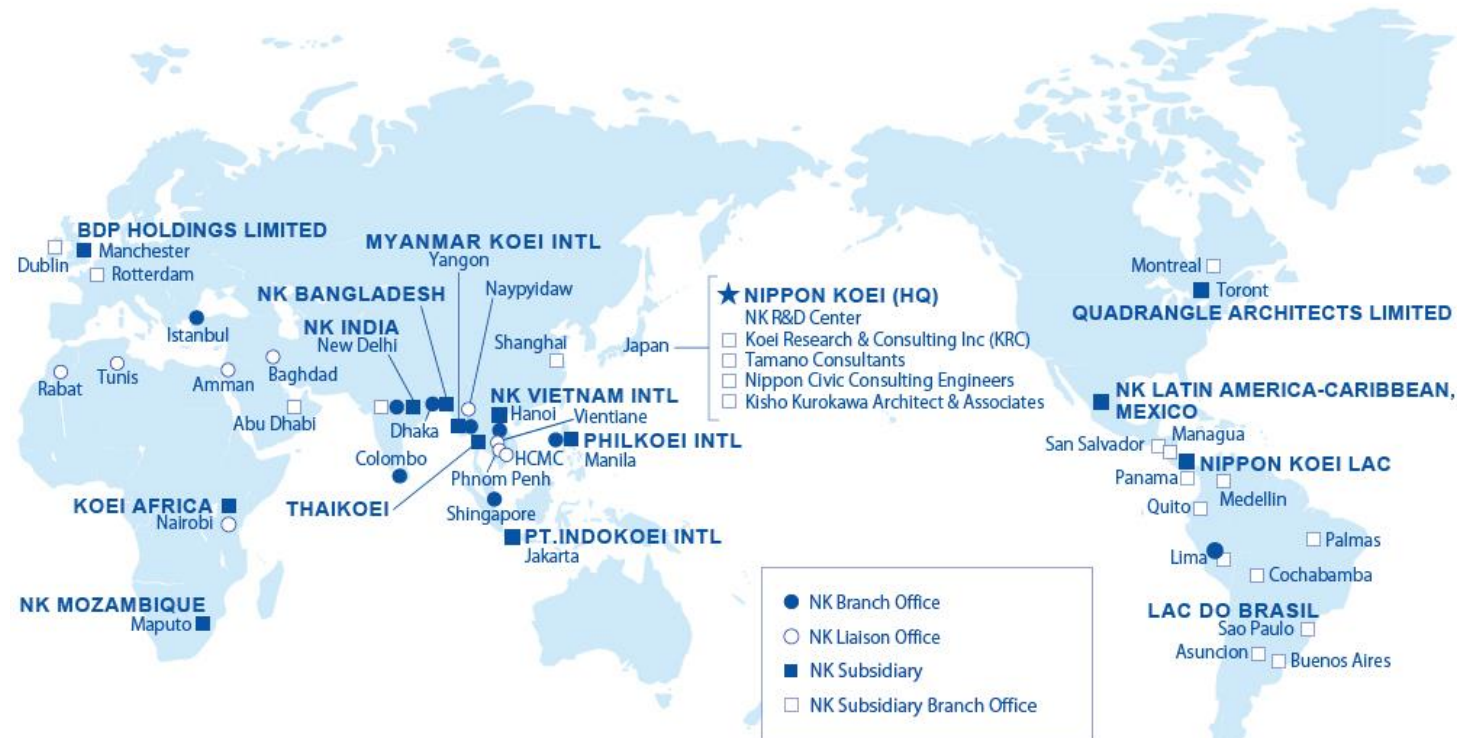 BDP HOLDINGS LIMITED
Manchester
Dublin
Rotterdam
Istanbul
Rabat
Tunis
Amman
Baghdad
Abu Dhabi
KOEI AFRICA
Nairobi
NK MOZAMBIQUE
Maputo
MYANMAR KOEI INTL
Yangon
NK BANGLADESH
Naypyidaw
NK INDIA
New Delhi
Shanghai
Dhaka
Colombo
NK VIETNAM INTL
Hanoi
Vientiane
HCMC
Phnom Penh
PHILKOEI INTL
Manila
THAIKOEI
Shingapore
PT.INDOKOEI INTL
Jakarta
Japan
NIPPON KOEI (HQ)
NK R&D Center
Koei Research & Consulting Inc (KRC)
Tamano Consultants
Nippon Civic Consulting Engineers
Kisho Kurokawa Architect & Associates
Montreal
Toront
QUADRANGLE ARCHITECTS LIMITED
NK LATIN AMERICA-CARIBBEAN,
MEXICO
San Salvador
Managua
NIPPON KOEI LAC
Panama
Medellin
Quito
Lima
Palmas
Cochabamba
LAC DO BRASIL
Sao Paulo
Asuncion
Buenos Aires
NK Branch Office
NK Liaison Office
NK Subsidiary
NK Subsidiary Branch Office